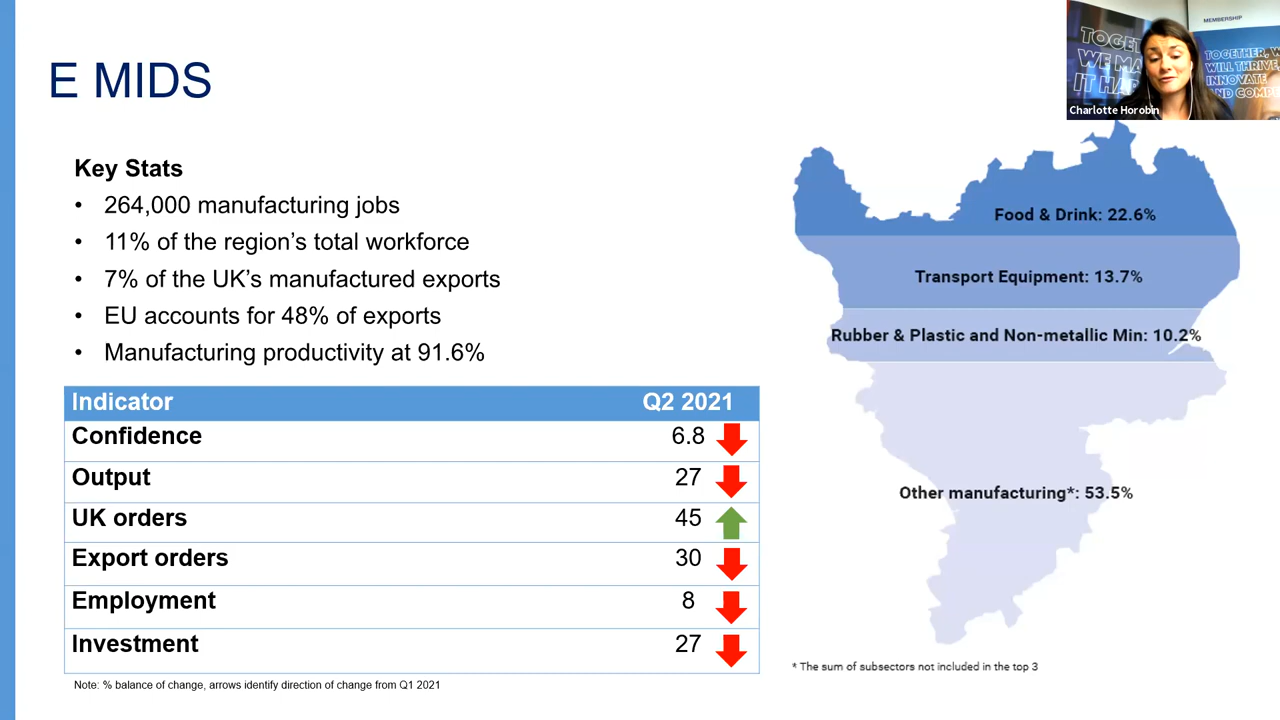 E MIDS
Key Stats
• 264,000 manufacturing jobs
• 11% of the region's total workforce
• 7% of the UK's manufactured exports
• EU accounts for 48% of exports
• Manufacturing productivity at 91.6%
Indicator Q2 2021
Confidence 6.8
Output 27
UK orders 45
Export orders 30
Employment 8
Investment 27
Note: % balance of change, arrows identify direction of change from Q1 2021
MEMBERSHIP
TOGETHER, W
WILL THRIVE,
INNOVATE
AND COMP
TOGE
WE MA
IT HA
Charlotte Horobin
Food & Drink: 22.6%
Transport Equipment: 13.7%
Rubber & Plastic and Non-metallic Min: 10.2%
Other manufacturing*: 53.5%
* The sum of subsectors not included in the top 3